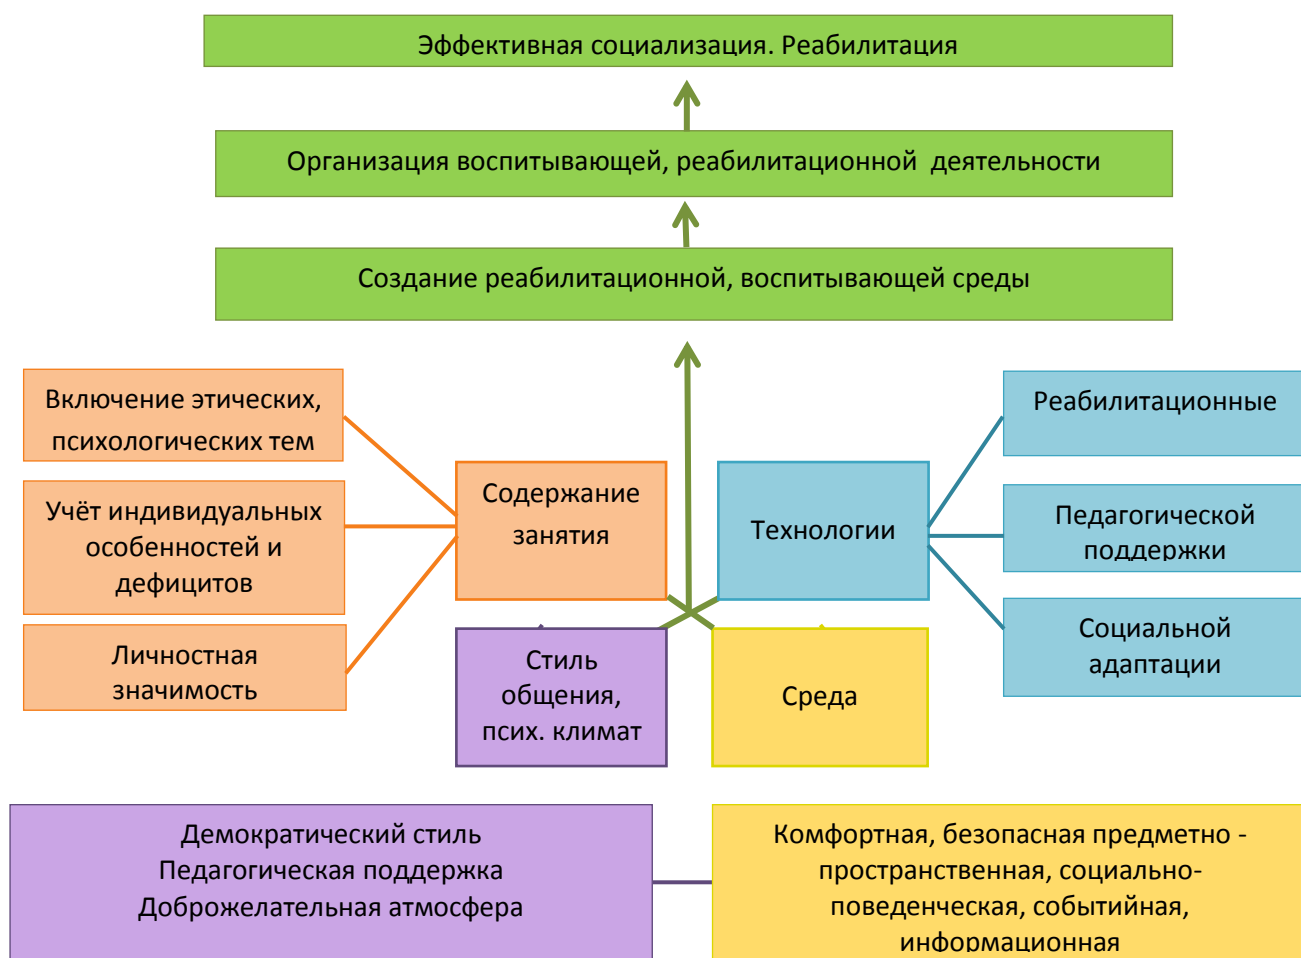 Эффективная социализация. Реабилитация
Организация воспитывающей, реабилитационной  деятельности
Создание реабилитационной, воспитывающей среды
Включение этических,
психологических тем
Учёт индивидуальных
особенностей и
дефицитов
Личностная
значимость
Содержание
занятия
Технологии
Реабилитационные
Педагогической
поддержки
Социальной
адаптации
Стиль
общения,
псих. климат
Среда
Демократический стиль
Педагогическая поддержка
Доброжелательная атмосфера
Комфортная, безопасная предметно -
пространственная, социально-
поведенческая, событийная,
информационная